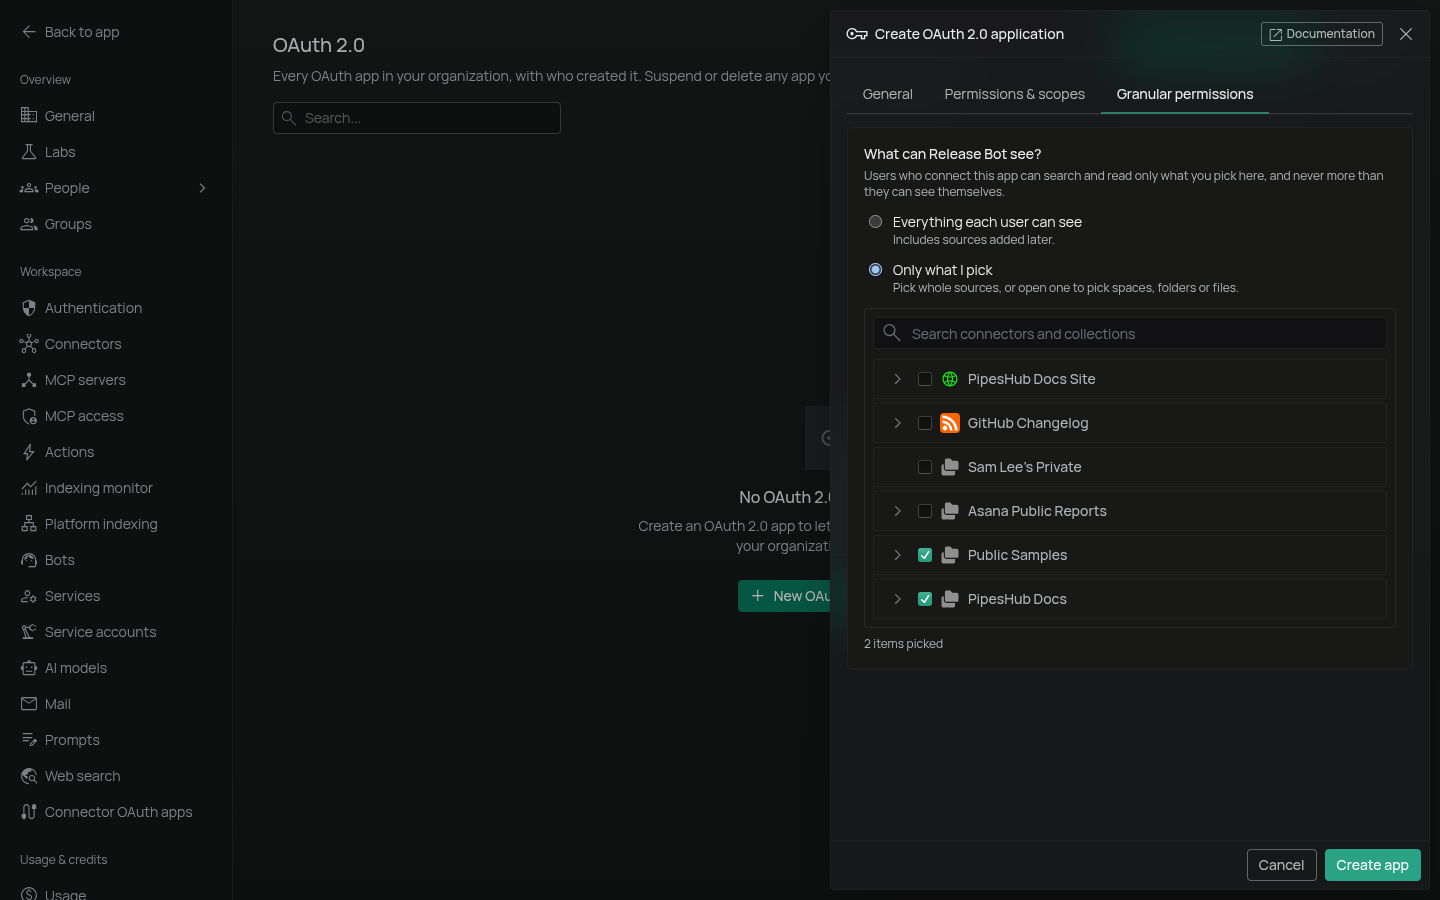 Back to app
Overview
General
Labs
People
Groups
Workspace
Authentication
Connectors
MCP servers
MCP access
Actions
Indexing monitor
Platform indexing
Bots
Services
Service accounts
AI models
Mail
Prompts
Web search
Connector OAuth apps
Usage & credits
Usage
OAuth 2.0
Every OAuth app in your organization, with who created it. Suspend or delete any app
Search...
No OAuth 2.0
Create an OAuth 2.0 app to let
your
New
Create OAuth 2.0 application
Documentation
General
Permissions & scopes
Granular permissions
What can Release Bot see?
Users who connect this app can search and read only what you pick here, and never more than
they can see themselves.
Everything each user can see
Includes sources added later.
Only what I pick
Pick whole sources, or open one to pick spaces, folders or files.
Search connectors and collections
PipesHub Docs Site
GitHub Changelog
Sam Lee's Private
Asana Public Reports
Public Samples
PipesHub Docs
2 items picked
Cancel
Create app